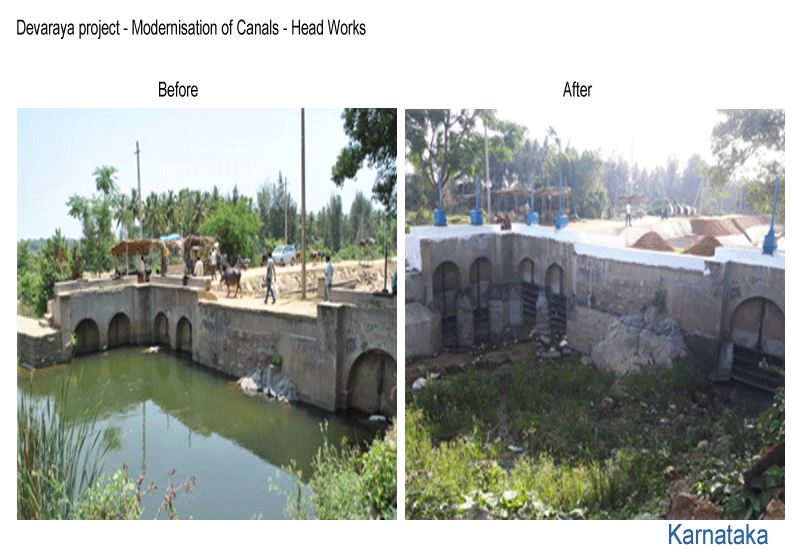 Devaraya project - Modernisation of Canals - Head Works
Before
After
Karnataka